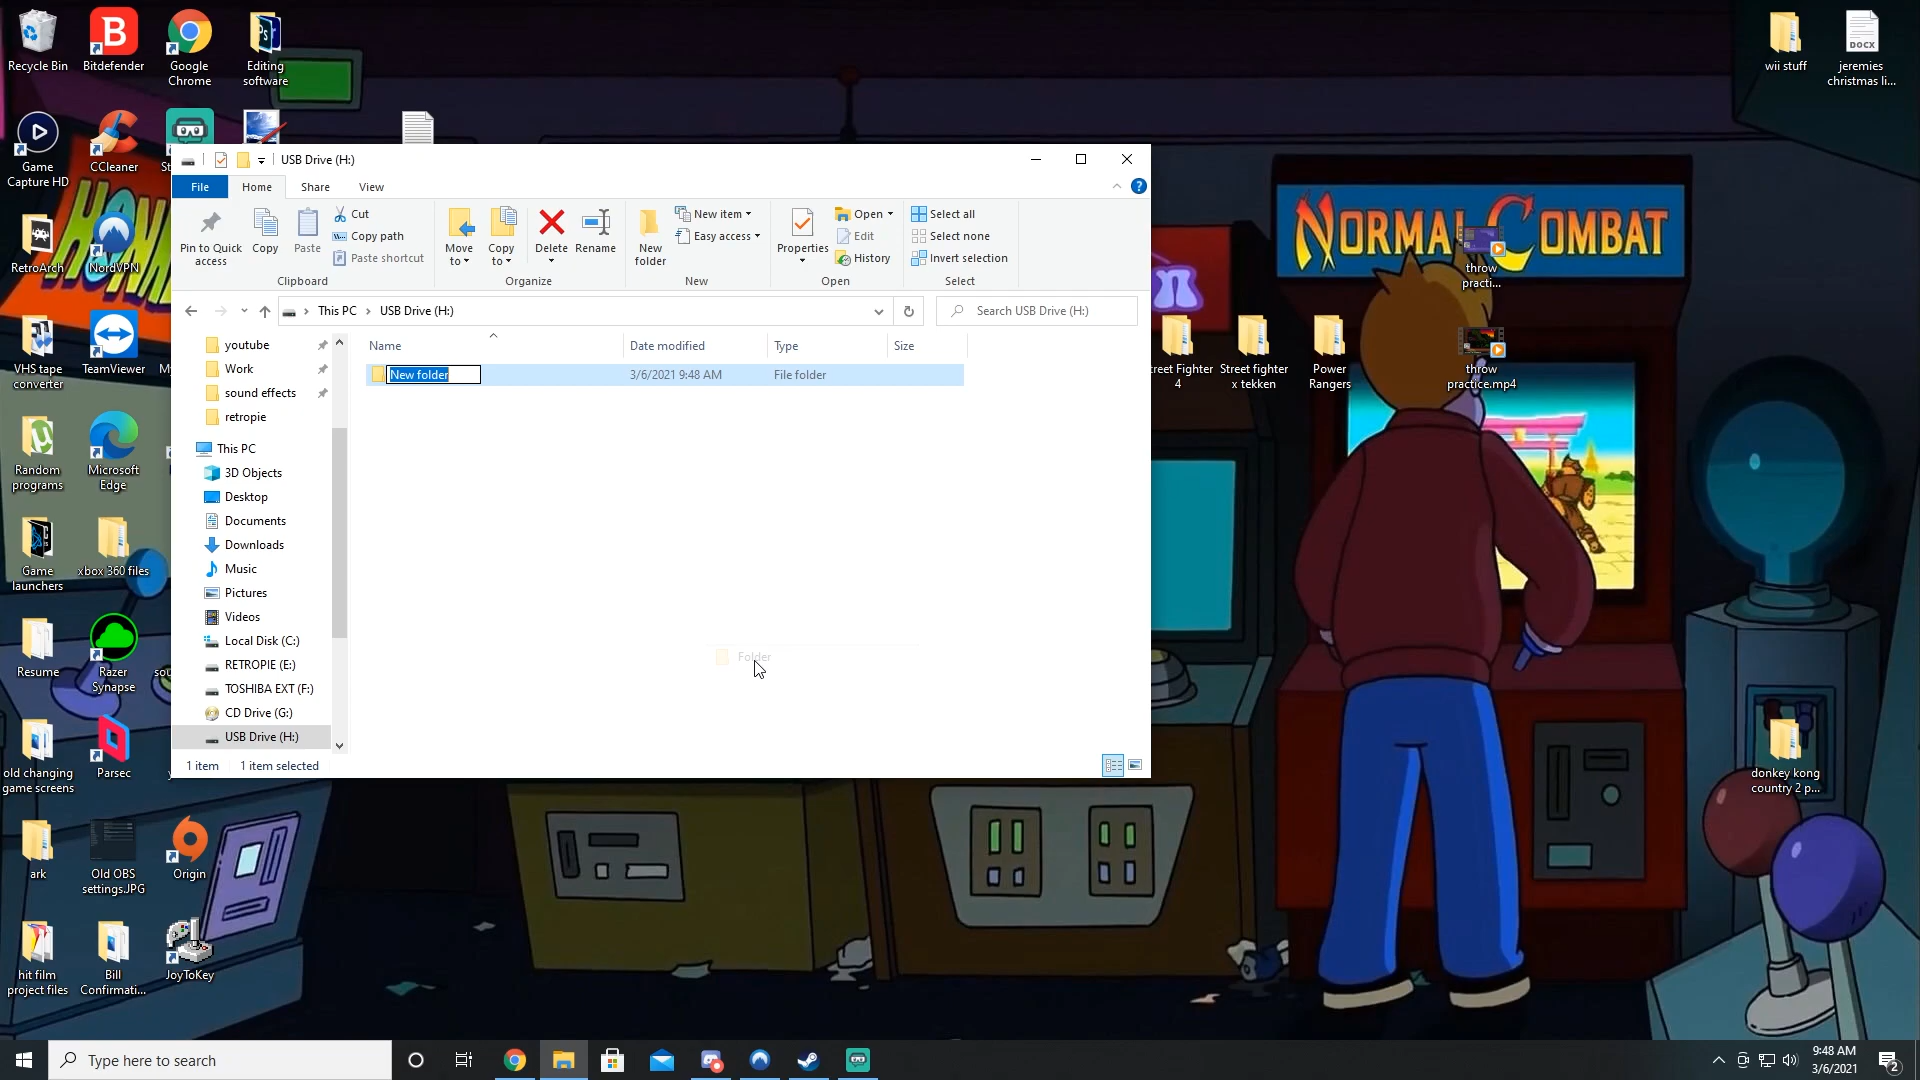 Recycle Bin
Bitdefender
Google
Chrome
Editing
software
wii stuff
DOCX
jeremies
christmas li...
Game
Capture HD
CCleaner
St
RetroArch
NordVPN
VHS tape
converter
TeamViewer
My
Random
programs
Microsoft
Edge
Game
launchers
xbox 360 files
Resume
Razer
Synapse
sou
old changing
game screens
Parsec
y
ark
Old OBS
settings.JPG
Origin
hit film
project files
Bill
Confirmati...
JoyToKey
USB Drive (H:)
File
Home
Share
View
Pin to Quick
access
Copy
Paste
Cut
Copy path
Paste shortcut
Clipboard
Move
to
Copy
to
Delete
Rename
Organize
New
folder
New item
Easy access
New
Properties
Open
Edit
History
Open
Select all
Select none
Invert selection
Select
This PC
USB Drive (H:)
Search USB Drive (H:)
Name
Date modified
Type
Size
New folder
3/6/2021 9:48 AM
File folder
youtube
Work
sound effects
retropie
This PC
3D Objects
Desktop
Documents
Downloads
Music
Pictures
Videos
Local Disk (C:)
RETROPIE (E:)
TOSHIBA EXT (F:)
CD Drive (G:)
USB Drive (H:)
Folder
1 item
1 item selected
NORMAL COMBAT
throw
practi...
treet Fighter
4
Street fighter
x tekken
Power
Rangers
throw
practice.mp4
donkey kong
country 2 p...
Type here to search
9:48 AM
3/6/2021
2